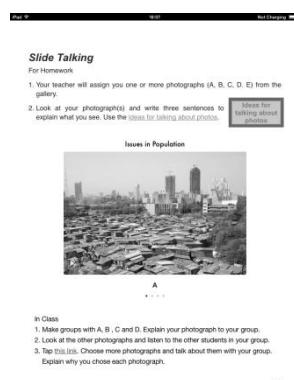 iPad
18:57
Not Charging
Slide Talking
For Homework
1. Your teacher will assign you one or more photographs (A, B, C, D. E) from the
gallery.
2. Look at your photograph(s) and write three sentences to
explain what you see. Use the ideas for talking about photos.
Ideas for
talking about
photos
Issues in Population
A
In Class
1. Make groups with A, B , C and D. Explain your photograph to your group.
2. Look at the other photographs and listen to the other students in your group.
3. Tap this link. Choose more photographs and talk about them with your group.
Explain why you chose each photograph.